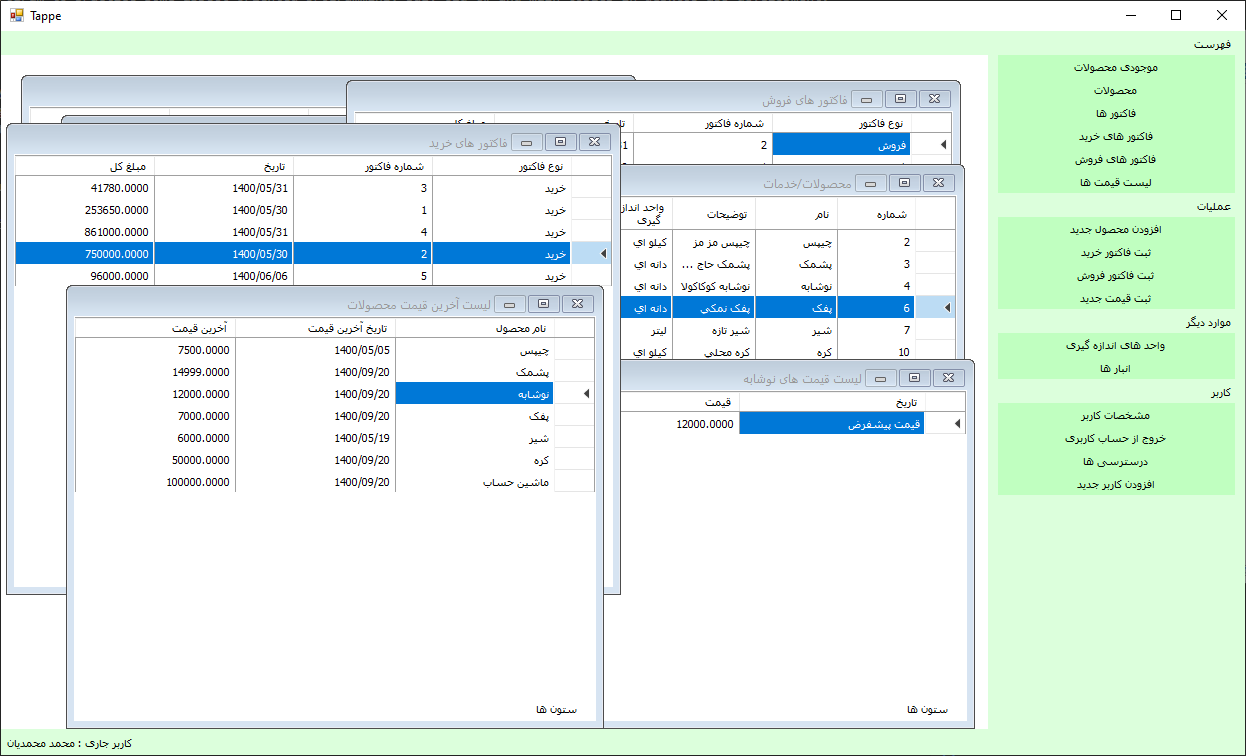 Tappe
فهرست
موجودی محصولات
محصولات
فاکتور ها
فاکتور های خرید
فاکتور های فروش
لیست قیمت ها
عملیات
افزودن محصول جدید
ثبت فاکتور خرید
ثبت فاکتور فروش
ثبت قیمت جدید
موارد دیگر
واحد های اندازه گیری
انبار ها
کاربر
مشخصات کاربر
خروج از حساب کاربری
درسترسی ها
افزودن کاربر جدید
فاکتور های فروش
نوع فاکتور شماره فاکتور
فروش 2
فاکتور های خرید
نوع فاکتور شماره فاکتور تاریخ مبلغ کل
خرید 3 1400/05/31 41780.0000
خرید 1 1400/05/30 253650.0000
خرید 4 1400/05/31 861000.0000
خرید 2 1400/05/30 750000.0000
خرید 5 1400/06/06 96000.0000
محصولات/خدمات
شماره نام توضیحات واحد انداز
گیری
2 چیپس چیپس مز مز کیلو اي
3 پشمک پشمک حاج ... دانه اي
4 نوشابه نوشابه کوکاکولا دانه اي
6 پفک پفک نمکي دانه اي
7 شیر شیر تازه لیتر
10 کره کره محلي کیلو اي
لیست آخرین قیمت محصولات
نام محصول تاریخ آخرین قیمت آخرین قیمت
چیپس 1400/05/05 7500.0000
پشمک 1400/09/20 14999.0000
نوشابه 1400/09/20 12000.0000
پفک 1400/09/20 7000.0000
شیر 1400/05/19 6000.0000
کره 1400/09/20 50000.0000
ماشین حساب 1400/09/20 100000.0000
ستون ها
لیست قیمت های نوشابه
تاریخ قیمت
قیمت پیشفرض 12000.0000
ستون ها
کاربر جاری : محمد محمدیان